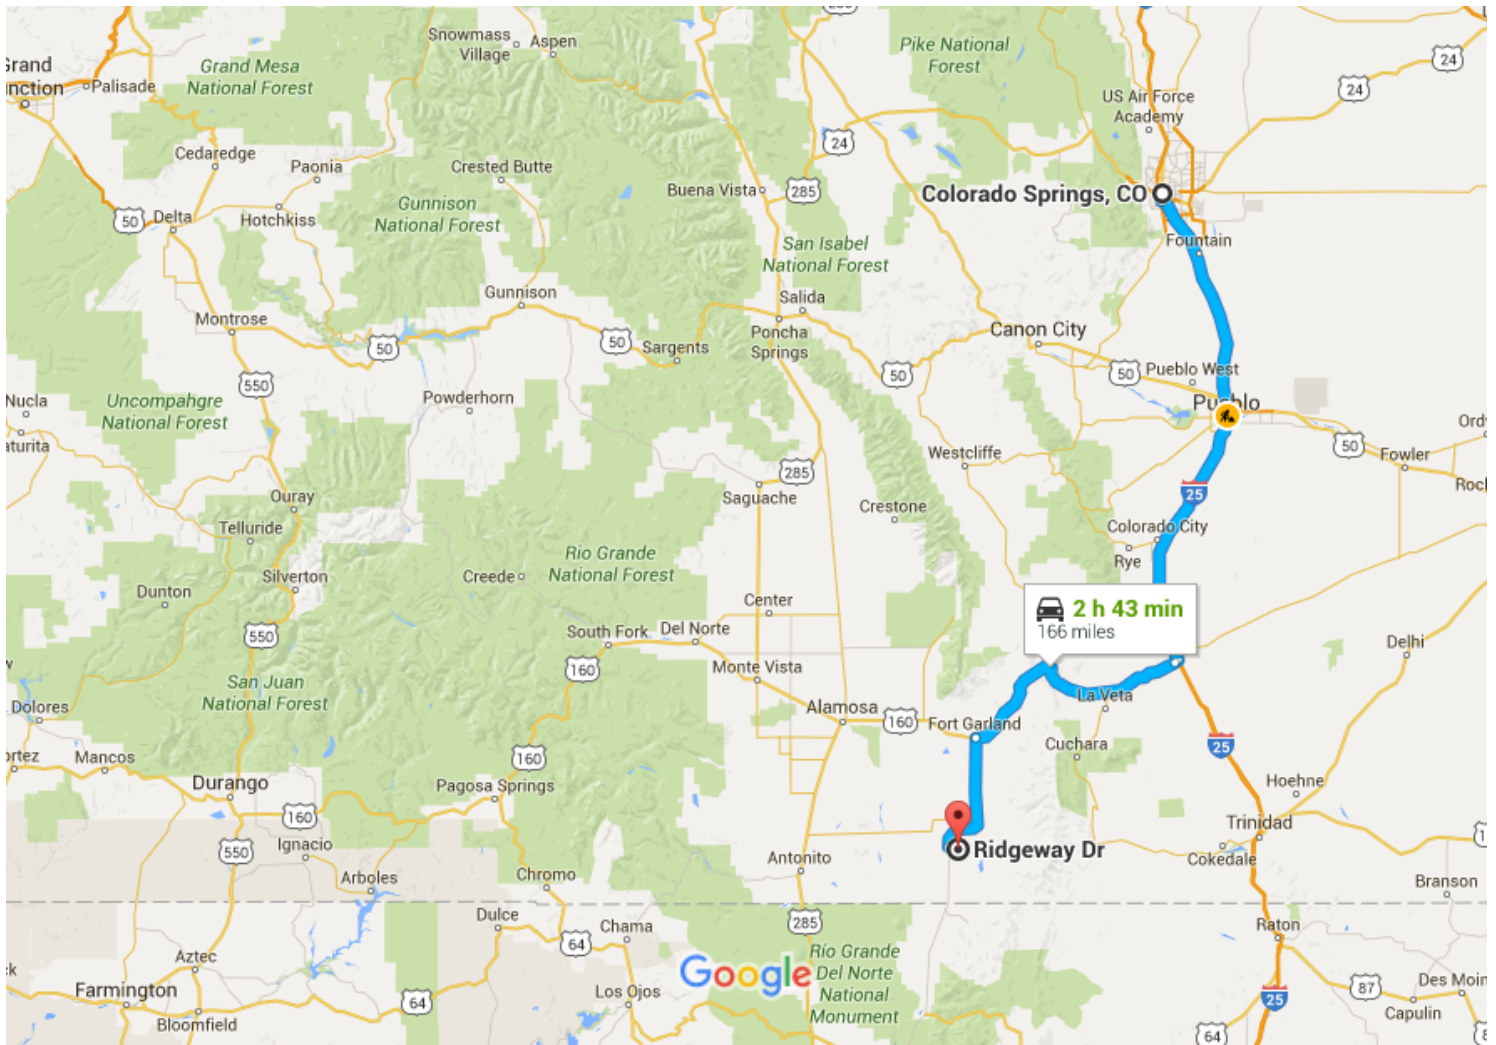 Snowmass
Village
Aspen
Pike National
Forest
24
Grand
nction
Palisade
Grand Mesa
National Forest
24
US Air Force
Academy
24
Cedaredge
Paonia
Crested Butte
Buena Vista
285
Colorado Springs, CO
50
Delta
Hotchkiss
Gunnison
National Forest
San Isabel
National Forest
Fountain
Gunnison
Salida
Montrose
50
50
Sargents
Poncha
Springs
Canon City
50
50
Pueblo West
550
Nucla
Uncompahgre
National Forest
Powderhorn
Pueblo
aturita
Westcliffe
50
Fowler
Ord
285
Saguache
Roc
Ouray
Crestone
25
Telluride
Colorado City
Rye
Rio Grande
National Forest
Silverton
Creede
Dunton
Center
2 h 43 min
166 miles
550
South Fork
Del Norte
Delhi
160
Monte Vista
San Juan
National Forest
Dolores
Alamosa
160
Fort Garland
La Veta
25
Cuchara
ortez
Mancos
160
Durango
Pagosa Springs
Hoehne
160
Trinidad
Ignacio
550
Antonito
Ridgeway Dr
Cokedale
Arboles
Chromo
Branson
Dulce
Chama
285
Raton
64
Aztec
Google
Río Grande
Del Norte
National
Monument
Farmington
64
Los Ojos
25
87
Des Moin
Capulin
Bloomfield
64